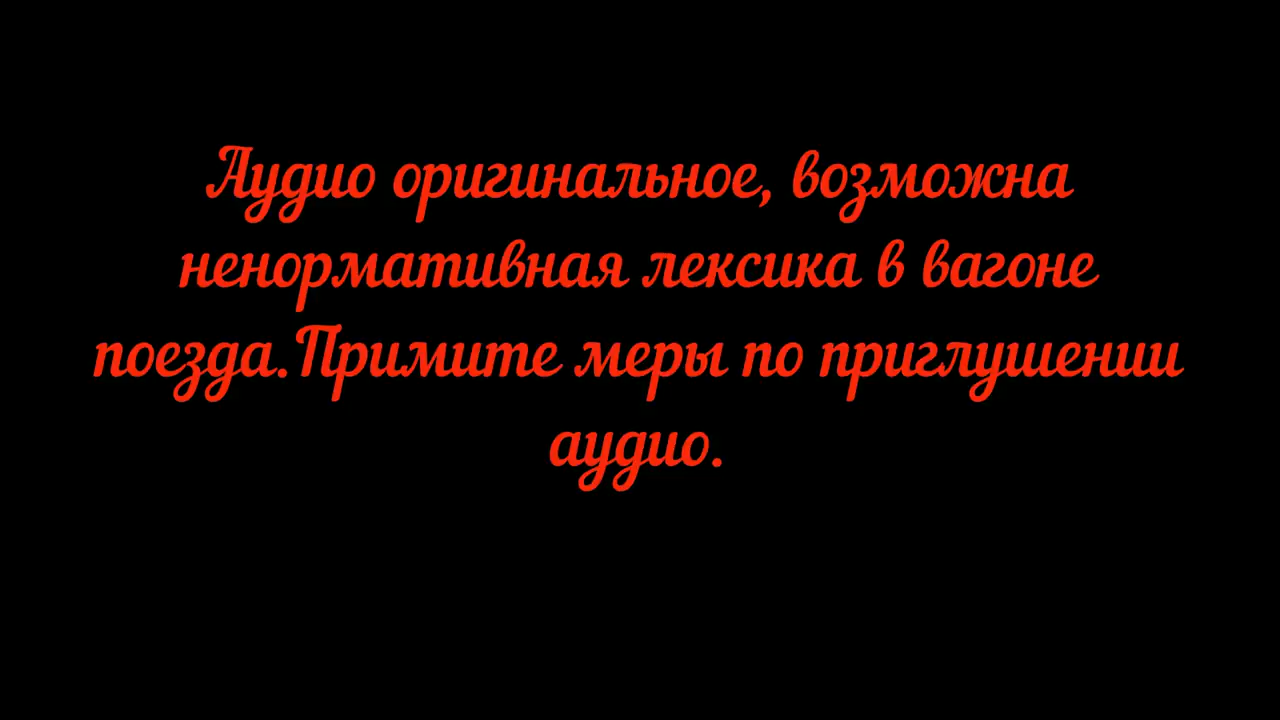 Аудио оригинальное, возможна
ненормативная лексика в вагоне
поезда.Примите меры по приглушении
аудио.